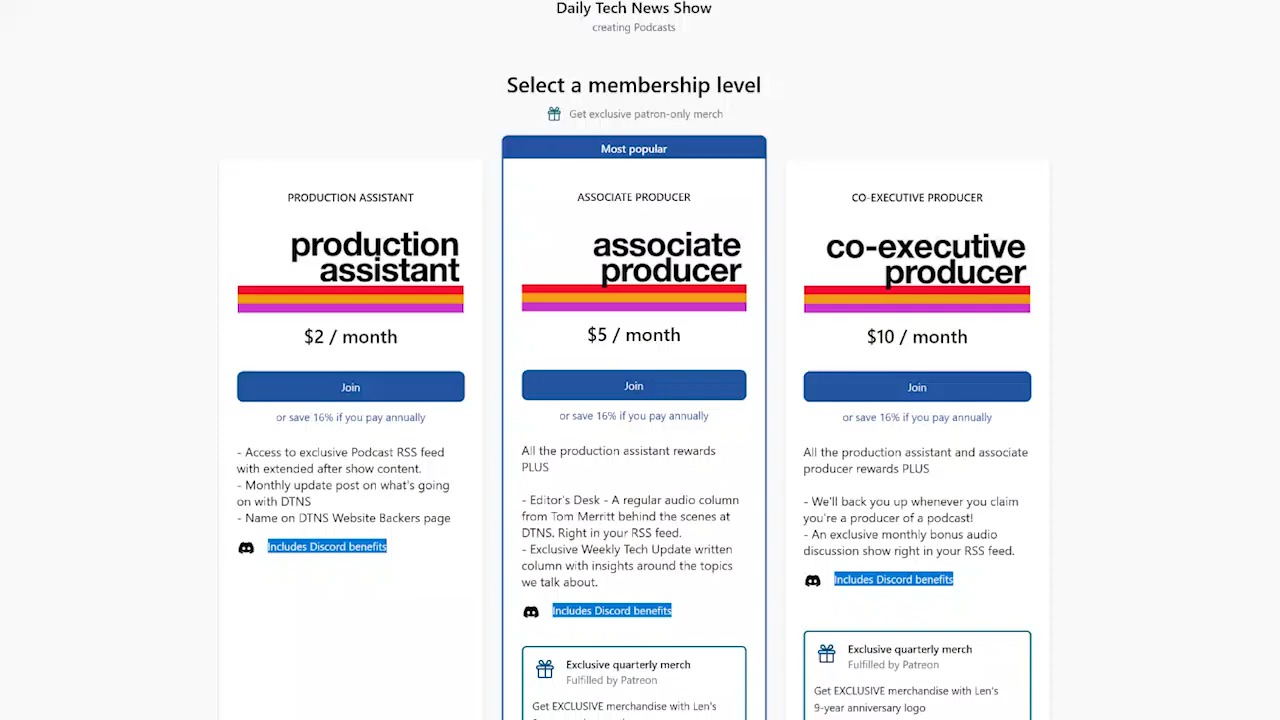 Daily Tech News Show
creating Podcasts
Select a membership level
Get exclusive patron-only merch
Most popular
PRODUCTION ASSISTANT
production
assistant
$2 / month
Join
or save 16% if you pay annually
- Access to exclusive Podcast RSS feed
with extended after show content.
- Monthly update post on what's going
on with DTNS
- Name on DTNS Website Backers page
Includes Discord benefits
ASSOCIATE PRODUCER
associate
producer
$5 / month
Join
or save 16% if you pay annually
All the production assistant rewards
PLUS
- Editor's Desk - A regular audio column
from Tom Merritt behind the scenes at
DTNS. Right in your RSS feed.
- Exclusive Weekly Tech Update written
column with insights around the topics
we talk about.
Includes Discord benefits
Exclusive quarterly merch
Fulfilled by Patreon
Get EXCLUSIVE merchandise with Len's
CO-EXECUTIVE PRODUCER
co-executive
producer
$10 / month
Join
or save 16% if you pay annually
All the production assistant and associate
producer rewards PLUS
- We'll back you up whenever you claim
you're a producer of a podcast!
- An exclusive monthly bonus audio
discussion show right in your RSS feed.
Includes Discord benefits
Exclusive quarterly merch
Fulfilled by Patreon
Get EXCLUSIVE merchandise with Len's
9-year anniversary logo